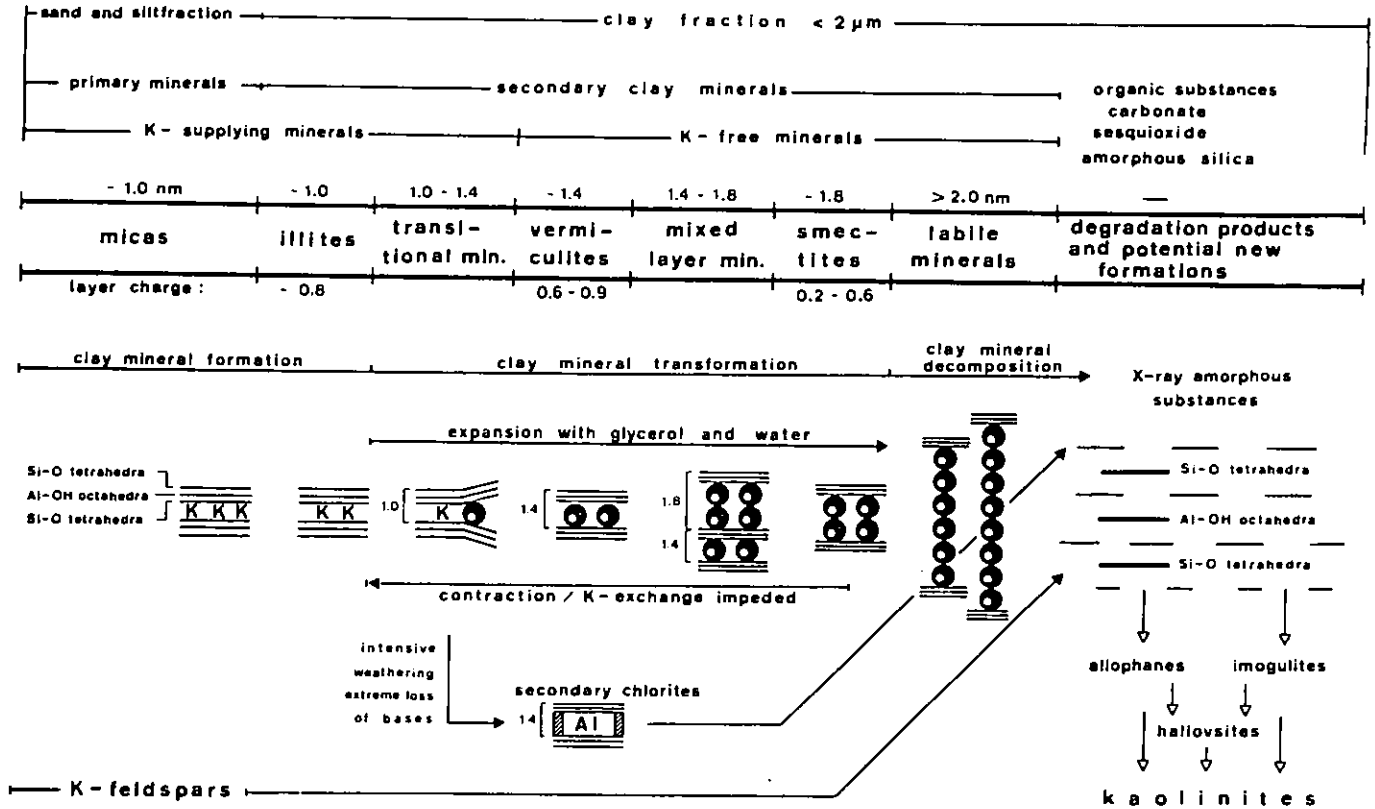 sand and siltfraction
clay fraction < 2 µm
primary minerals
secondary clay minerals
organic substances
carbonate
sesquioxide
amorphous silica
K- supplying minerals
K- free minerals
~ 1.0 nm
~ 1.0
1.0 - 1.4
~ 1.4
1.4 - 1.8
~ 1.8
> 2.0 nm
—
micas
illites
transi-
tional min.
vermi-
culites
mixed
layer min.
smec-
tites
labile
minerals
degradation products
and potential new
formations
layer charge :
~ 0.8
0.6 - 0.9
0.2 - 0.6
clay mineral formation
clay mineral transformation
clay mineral
decomposition
X-ray amorphous
substances
expansion with glycerol and water
Si-O tetrahedra
Al-OH octahedra
Si-O tetrahedra
K K K
K K
1.0
K
1.4
1.8
1.4
Si-O tetrahedra
Al-OH octahedra
Si-O tetrahedra
contraction / K-exchange impeded
intensive
weathering
extreme loss
of bases
secondary chlorites
1.4
Al
allophanes
imogulites
hallovsites
K-feldspars
kaolinites